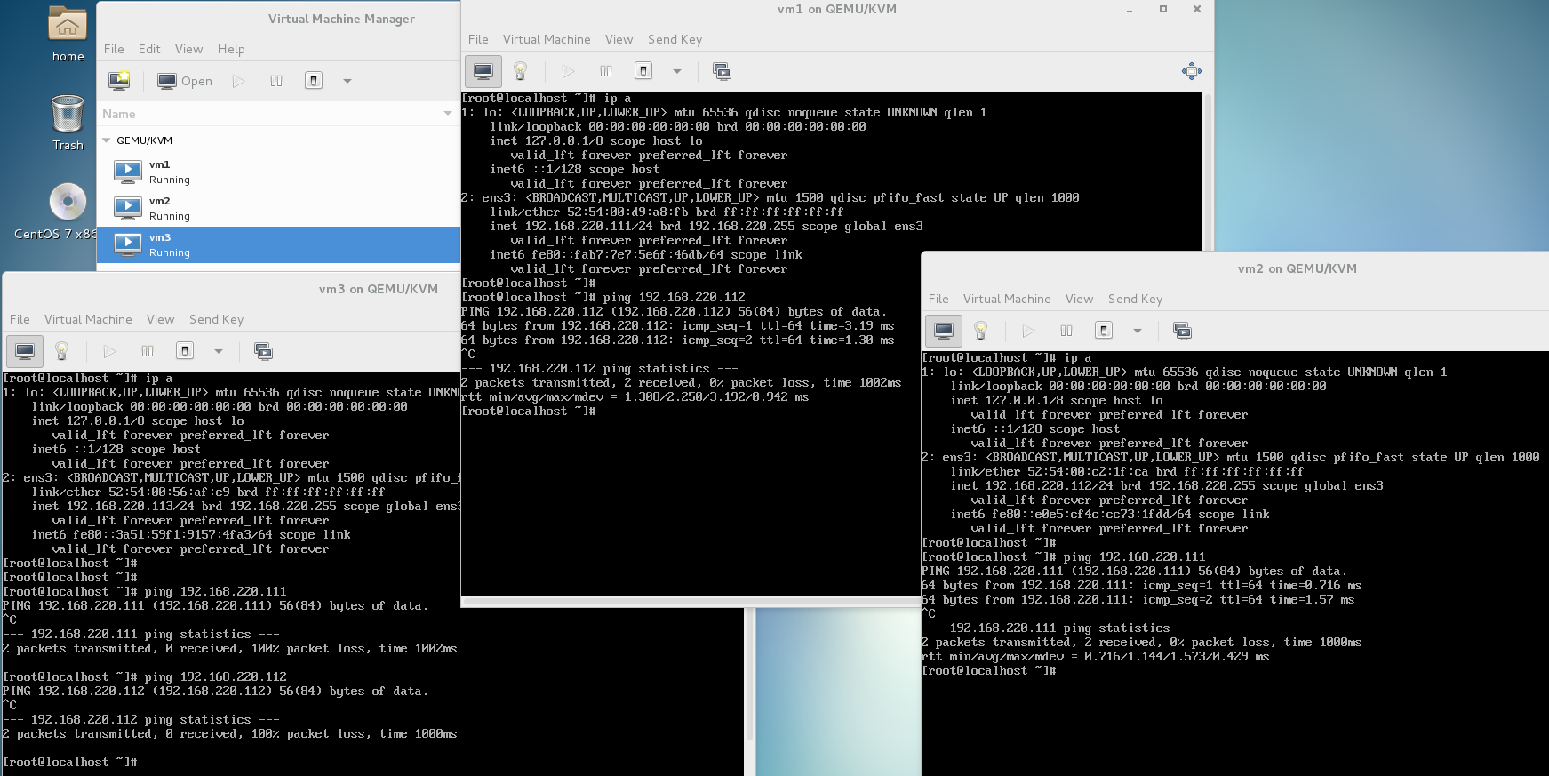 home
Trash
CentOS 7 x86
Virtual Machine Manager
File Edit View Help
Open
Name
QEMU/KVM
vm1
Running
vm2
Running
vm3
Running
vm1 on QEMU/KVM
File Virtual Machine View Send Key
[root@localhost ~]# ip a
1: lo: <LOOPBACK,UP,LOWER_UP> mtu 65536 qdisc noqueue state UNKNOWN qlen 1
link/loopback 00:00:00:00:00:00 brd 00:00:00:00:00:00
inet 127.0.0.1/8 scope host lo
valid_lft forever preferred_lft forever
inet6 ::1/128 scope host
valid_lft forever preferred_lft forever
2: ens3: <BROADCAST,MULTICAST,UP,LOWER_UP> mtu 1500 qdisc pfifo_fast state UP qlen 1000
link/ether 52:54:00:d9:a8:fb brd ff:ff:ff:ff:ff:ff
inet 192.168.220.111/24 brd 192.168.220.255 scope global ens3
valid_lft forever preferred_lft forever
inet6 fe80::fab7:7e7:5e6f:46db/64 scope link
valid_lft forever preferred_lft forever
[root@localhost ~]#
[root@localhost ~]# ping 192.168.220.112
PING 192.168.220.112 (192.168.220.112) 56(84) bytes of data.
64 bytes from 192.168.220.112: icmp_seq=1 ttl=64 time=3.19 ms
64 bytes from 192.168.220.112: icmp_seq=2 ttl=64 time=1.30 ms
^C
--- 192.168.220.112 ping statistics ---
2 packets transmitted, 2 received, 0% packet loss, time 1002ms
rtt min/avg/max/mdev = 1.308/2.250/3.192/0.942 ms
[root@localhost ~]#
vm3 on QEMU/KVM
File Virtual Machine View Send Key
[root@localhost ~]# ip a
1: lo: <LOOPBACK,UP,LOWER_UP> mtu 65536 qdisc noqueue state UNKN
link/loopback 00:00:00:00:00:00 brd 00:00:00:00:00:00
inet 127.0.0.1/8 scope host lo
valid_lft forever preferred_lft forever
inet6 ::1/128 scope host
valid_lft forever preferred_lft forever
2: ens3: <BROADCAST,MULTICAST,UP,LOWER_UP> mtu 1500 qdisc pfifo_f
link/ether 52:54:00:56:af:c9 brd ff:ff:ff:ff:ff:ff
inet 192.168.220.113/24 brd 192.168.220.255 scope global ens3
valid_lft forever preferred_lft forever
inet6 fe80::3a51:59f1:9157:4fa3/64 scope link
valid_lft forever preferred_lft forever
[root@localhost ~]#
[root@localhost ~]#
[root@localhost ~]# ping 192.168.220.111
PING 192.168.220.111 (192.168.220.111) 56(84) bytes of data.
^C
--- 192.168.220.111 ping statistics ---
2 packets transmitted, 0 received, 100% packet loss, time 1002ms
[root@localhost ~]# ping 192.168.220.112
PING 192.168.220.112 (192.168.220.112) 56(84) bytes of data.
^C
--- 192.168.220.112 ping statistics ---
2 packets transmitted, 0 received, 100% packet loss, time 1000ms
[root@localhost ~]#
vm2 on QEMU/KVM
File Virtual Machine View Send Key
[root@localhost ~]# ip a
1: lo: <LOOPBACK,UP,LOWER_UP> mtu 65536 qdisc noqueue state UNKNOWN qlen 1
link/loopback 00:00:00:00:00:00 brd 00:00:00:00:00:00
inet 127.0.0.1/8 scope host lo
valid_lft forever preferred_lft forever
inet6 ::1/128 scope host
valid_lft forever preferred_lft forever
2: ens3: <BROADCAST,MULTICAST,UP,LOWER_UP> mtu 1500 qdisc pfifo_fast state UP qlen 1000
link/ether 52:54:00:c2:1f:ca brd ff:ff:ff:ff:ff:ff
inet 192.168.220.112/24 brd 192.168.220.255 scope global ens3
valid_lft forever preferred_lft forever
inet6 fe80::e0e5:cf4c:cc73:1fdd/64 scope link
valid_lft forever preferred_lft forever
[root@localhost ~]#
[root@localhost ~]# ping 192.168.220.111
PING 192.168.220.111 (192.168.220.111) 56(84) bytes of data.
64 bytes from 192.168.220.111: icmp_seq=1 ttl=64 time=0.716 ms
64 bytes from 192.168.220.111: icmp_seq=2 ttl=64 time=1.57 ms
^C
192.168.220.111 ping statistics
2 packets transmitted, 2 received, 0% packet loss, time 1000ms
rtt min/avg/max/mdev = 0.716/1.144/1.573/0.429 ms
[root@localhost ~]#